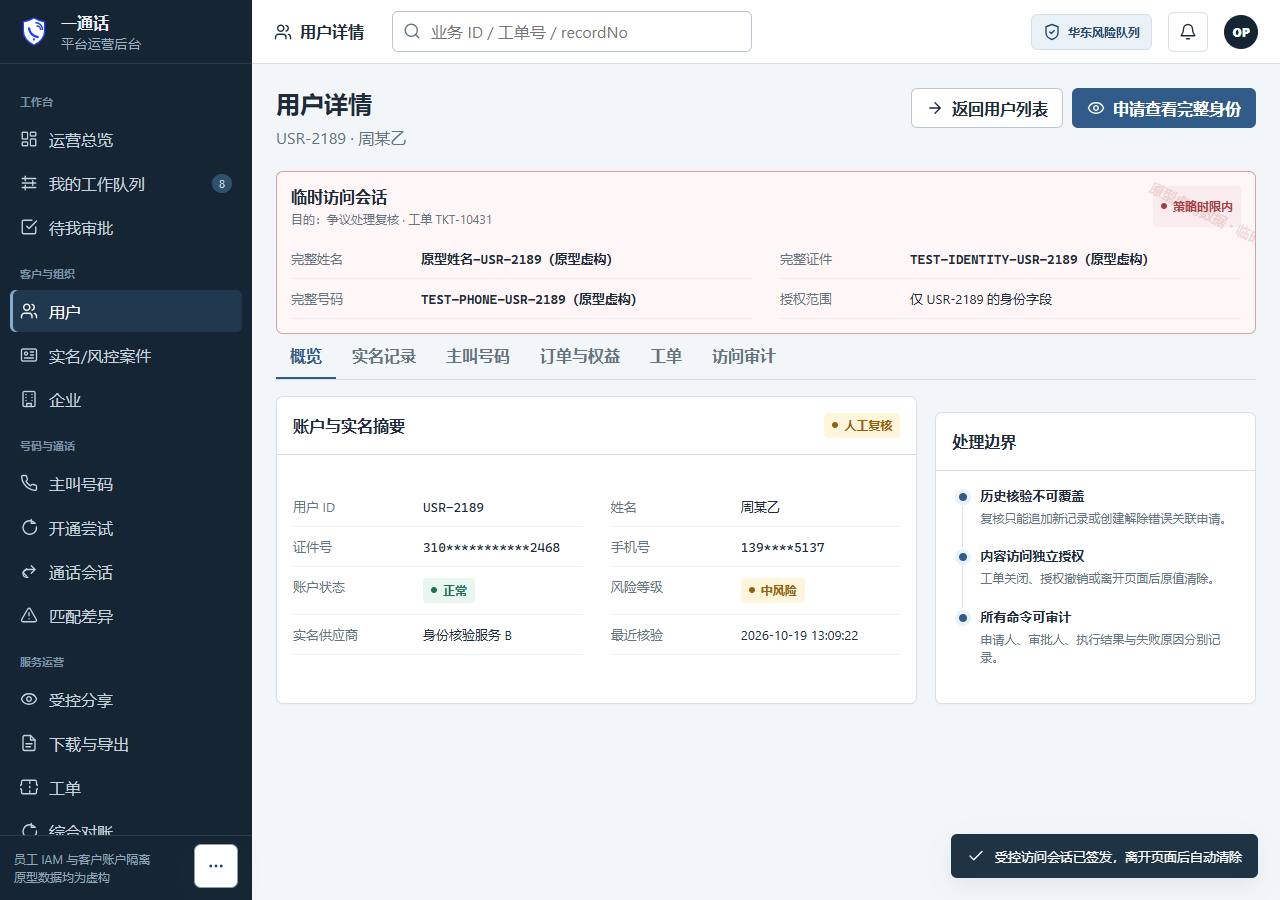 一通话
平台运营后台
工作台
运营总览
我的工作队列 8
待我审批
客户与组织
用户
实名/风控案件
企业
号码与通话
主叫号码
开通尝试
通话会话
匹配差异
服务运营
受控分享
下载与导出
工单
综合对账
员工 IAM 与客户账户隔离
原型数据均为虚构
用户详情
业务 ID / 工单号 / recordNo
华东风险队列
OP
用户详情
USR-2189 · 周某乙
返回用户列表
申请查看完整身份
临时访问会话
目的：争议处理复核 · 工单 TKT-10431
策略时限内
完整姓名 原型姓名-USR-2189（原型虚构）
完整证件 TEST-IDENTITY-USR-2189（原型虚构）
完整号码 TEST-PHONE-USR-2189（原型虚构）
授权范围 仅 USR-2189 的身份字段
概览 实名记录 主叫号码 订单与权益 工单 访问审计
账户与实名摘要
人工复核
用户 ID USR-2189
姓名 周某乙
证件号 310***********2468
手机号 139****5137
账户状态 正常
风险等级 中风险
实名供应商 身份核验服务 B
最近核验 2026-10-19 13:09:22
处理边界
历史核验不可覆盖
复核只能追加新记录或创建解除错误关联申请。
内容访问独立授权
工单关闭、授权撤销或离开页面后原值清除。
所有命令可审计
申请人、审批人、执行结果与失败原因分别记
录。
受控访问会话已签发，离开页面后自动清除